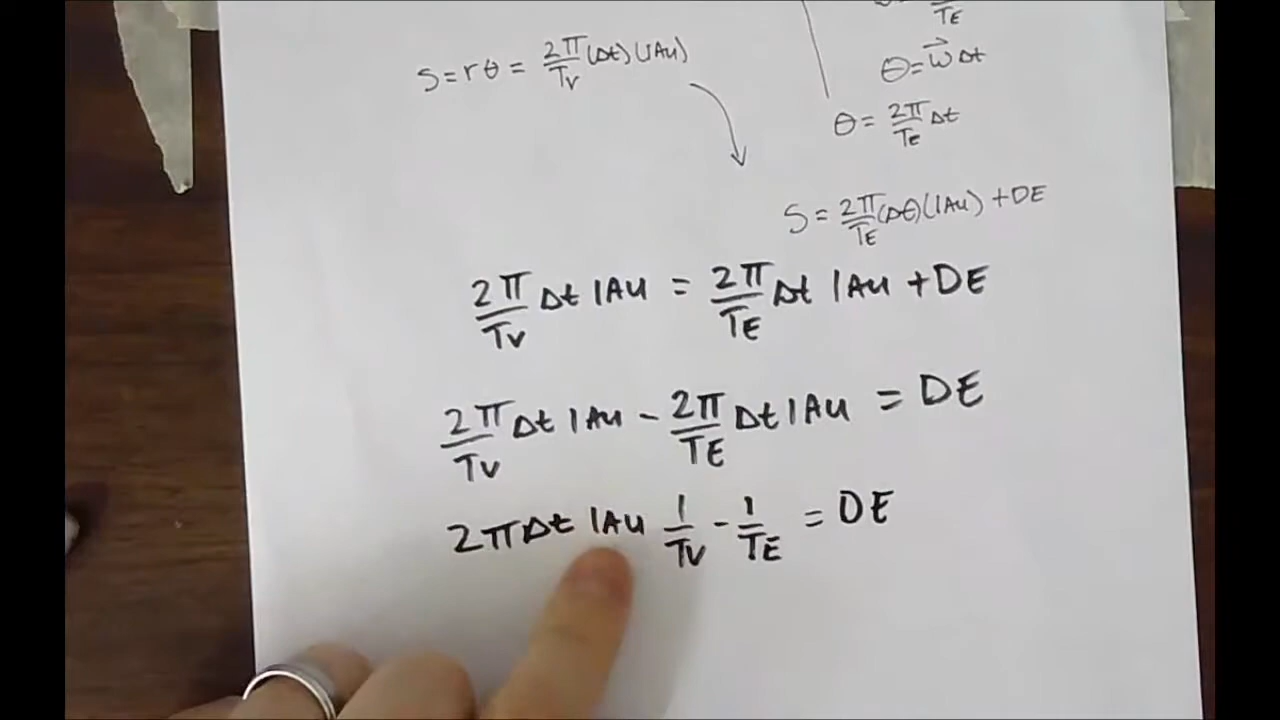 S = rθ = 2π/Tv (Δt)(1AU)
TE
θ = ω⃗ Δt
θ = 2π/TE Δt
S = 2π/TE (Δθ)(1AU) + DE
2π/Tv Δt 1AU = 2π/TE Δt 1AU + DE
2π/Tv Δt 1AU - 2π/TE Δt 1AU = DE
2πΔt 1AU 1/Tv - 1/TE = DE